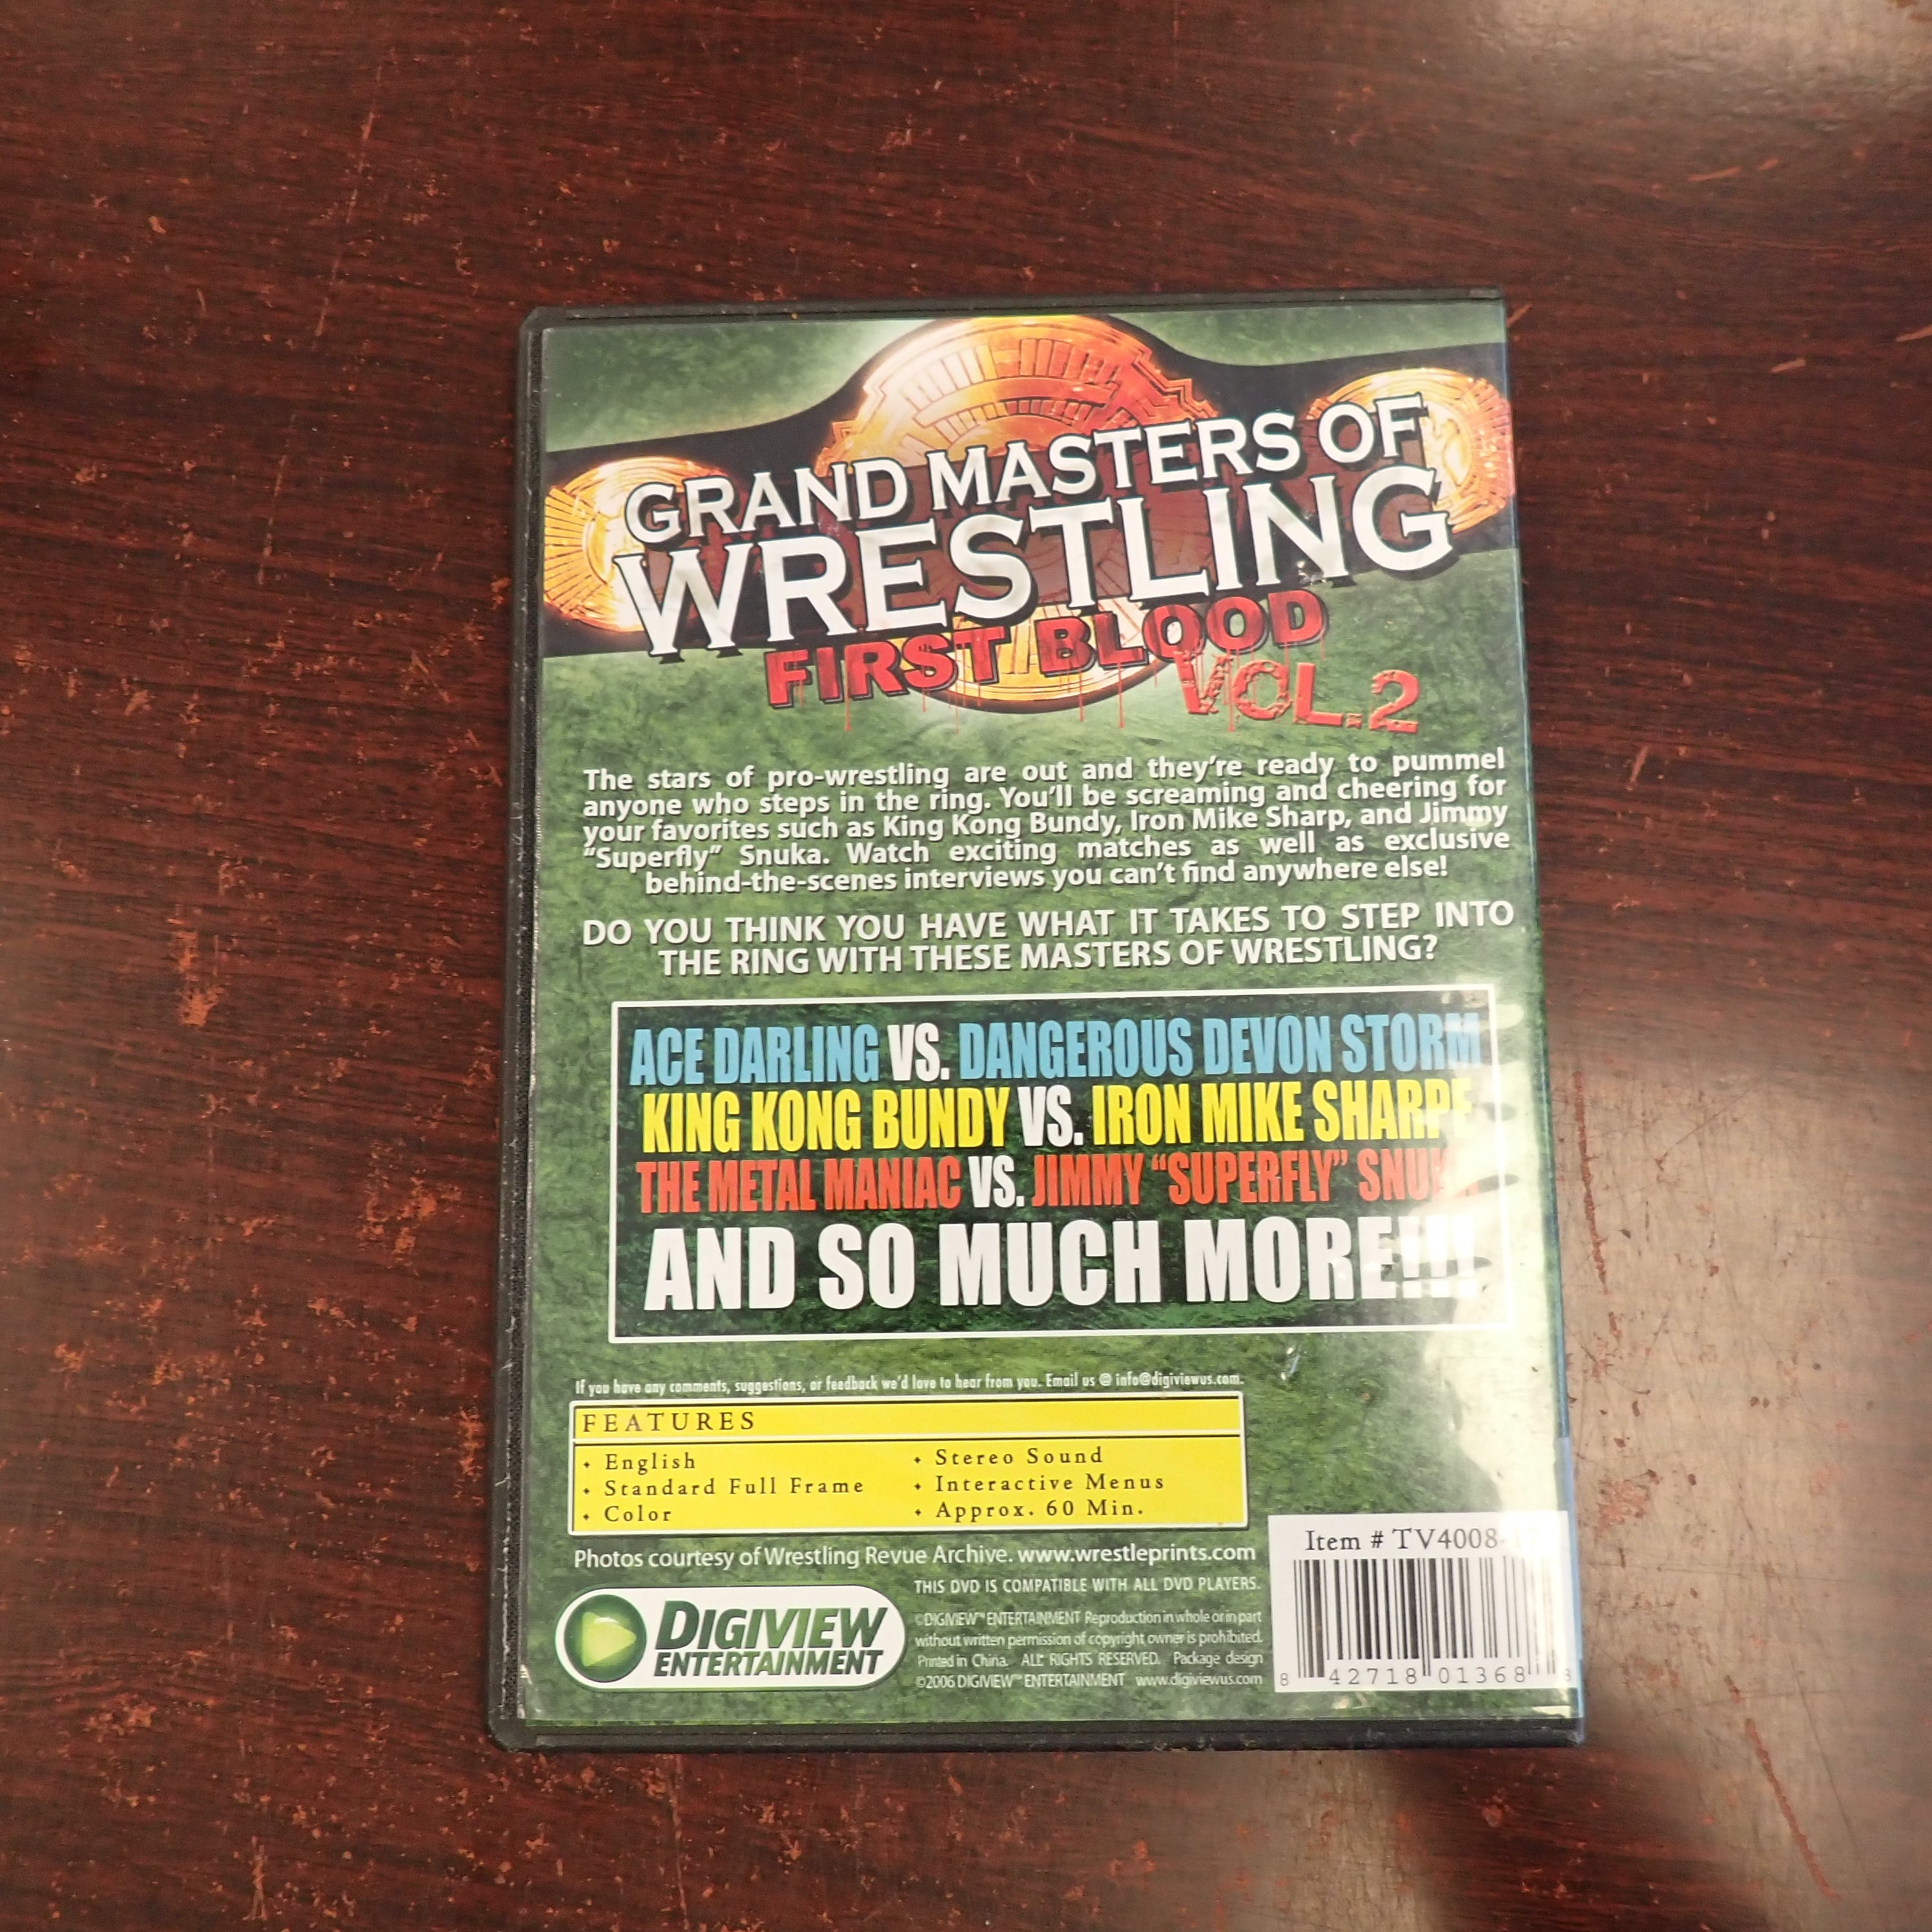 GRAND MASTERS OF
WRESTLING
FIRST BLOOD
VOL.2
The stars of pro-wrestling are out and they're ready to pummel
anyone who steps in the ring. You'll be screaming and cheering for
your favorites such as King Kong Bundy, Iron Mike Sharp, and Jimmy
"Superfly" Snuka. Watch exciting matches as well as exclusive
behind-the-scenes interviews you can't find anywhere else!
DO YOU THINK YOU HAVE WHAT IT TAKES TO STEP INTO
THE RING WITH THESE MASTERS OF WRESTLING?
ACE DARLING VS. DANGEROUS DEVON STORM
KING KONG BUNDY VS. IRON MIKE SHARPE
THE METAL MANIAC VS. JIMMY "SUPERFLY" SNUKA
AND SO MUCH MORE!!!
If you have any comments, suggestions, or feedback we'd love to hear from you. Email us @ info@digiviewus.com.
FEATURES
• English
• Standard Full Frame
• Color
• Stereo Sound
• Interactive Menus
• Approx. 60 Min.
Photos courtesy of Wrestling Revue Archive. www.wrestleprints.com
DIGIVIEW
ENTERTAINMENT
THIS DVD IS COMPATIBLE WITH ALL DVD PLAYERS.
©DIGIVIEW™ ENTERTAINMENT Reproduction in whole or in part
without written permission of copyright owner is prohibited.
Printed in China. ALL RIGHTS RESERVED. Package design
©2006 DIGIVIEW™ ENTERTAINMENT www.digiviewus.com
Item # TV4008-17
8 42718 01368 8